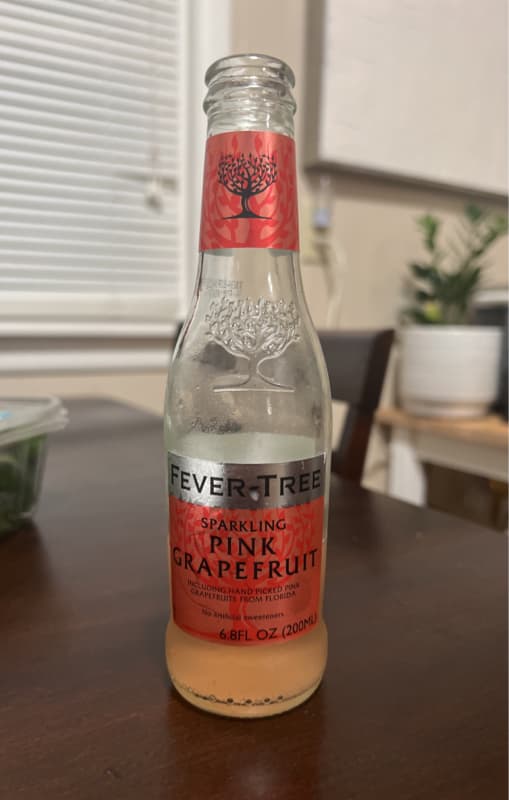 FEVER-TREE
SPARKLING
PINK
GRAPEFRUIT
INCLUDING HAND PICKED PINK
GRAPEFRUITS FROM FLORIDA
No artificial sweeteners
6.8FL OZ (200ML)